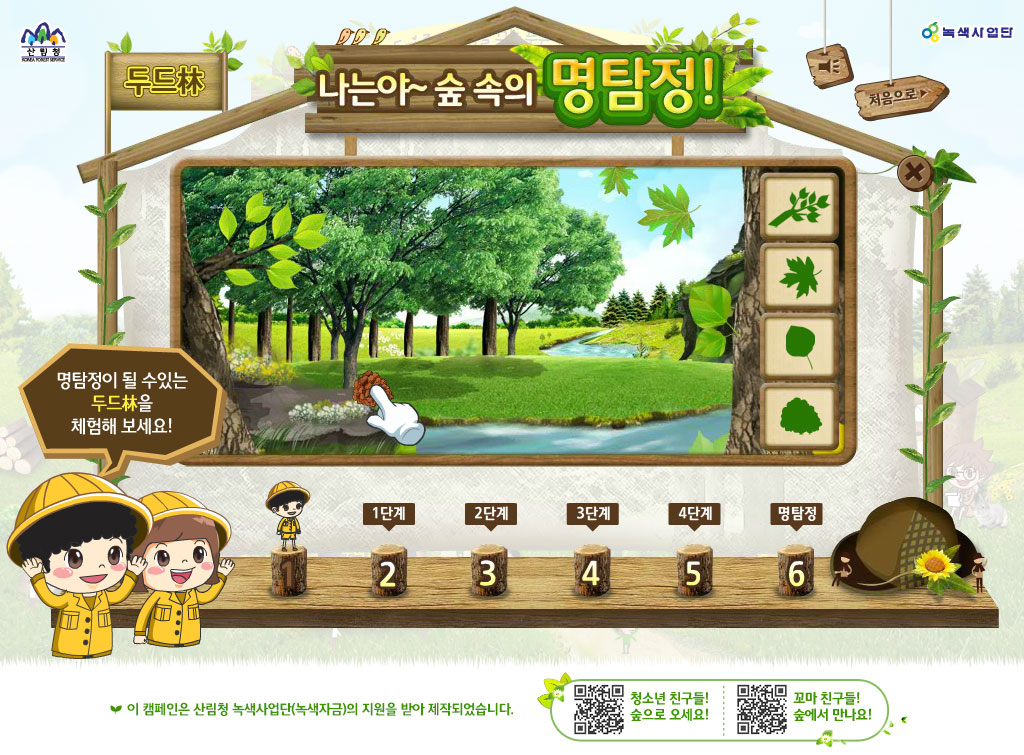 산림청
KOREA FOREST SERVICE
두드林
나는야~ 숲 속의 명탐정!
처음으로
녹색사업단
명탐정이 될 수있는
두드林을
체험해 보세요!
1단계
2단계
3단계
4단계
명탐정
1
2
3
4
5
6
이 캠페인은 산림청 녹색사업단(녹색자금)의 지원을 받아 제작되었습니다.
청소년 친구들!
숲으로 오세요!
꼬마 친구들!
숲에서 만나요!